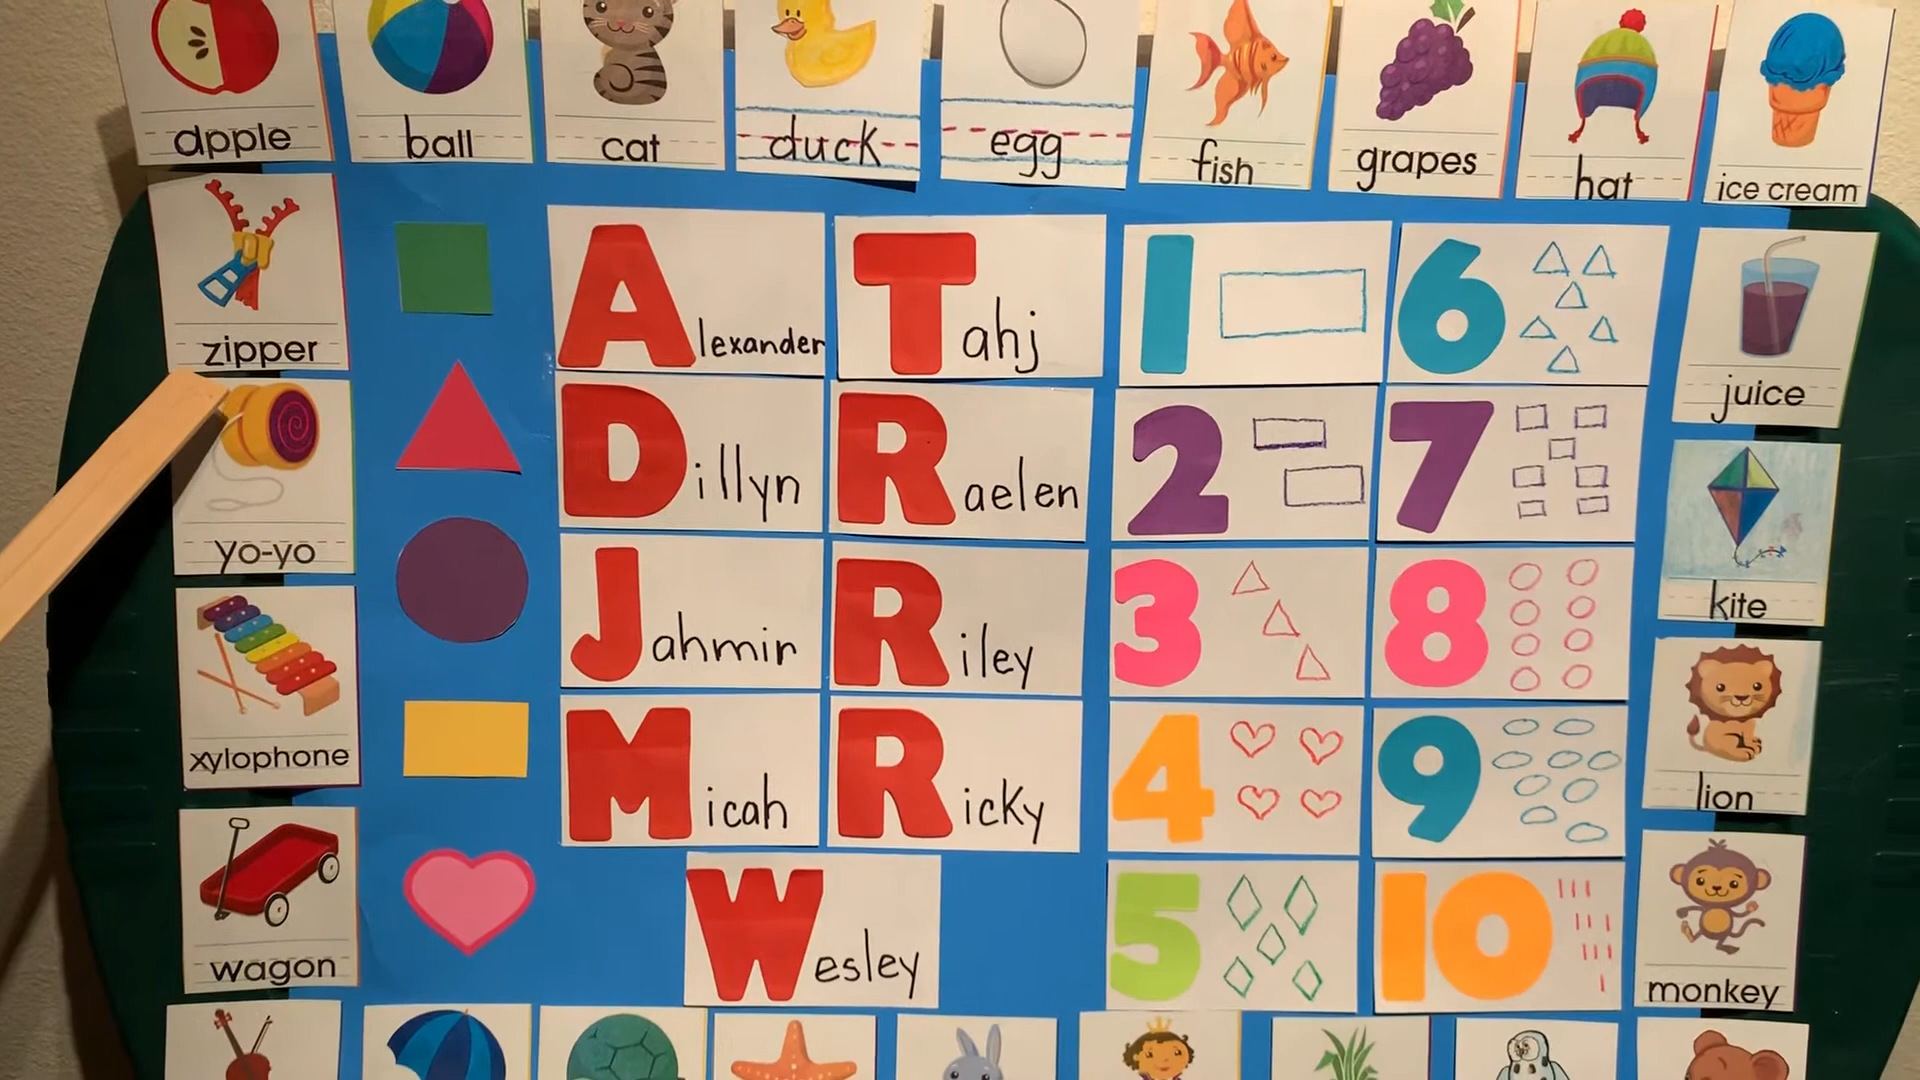 apple
ball
cat
duck
egg
fish
grapes
hat
ice cream
zipper
Alexander
Tahj
1
6
juice
yo-yo
Dillyn
Raelen
2
7
kite
xylophone
Jahmir
Riley
3
8
lion
wagon
Micah
Ricky
4
9
monkey
Wesley
5
10